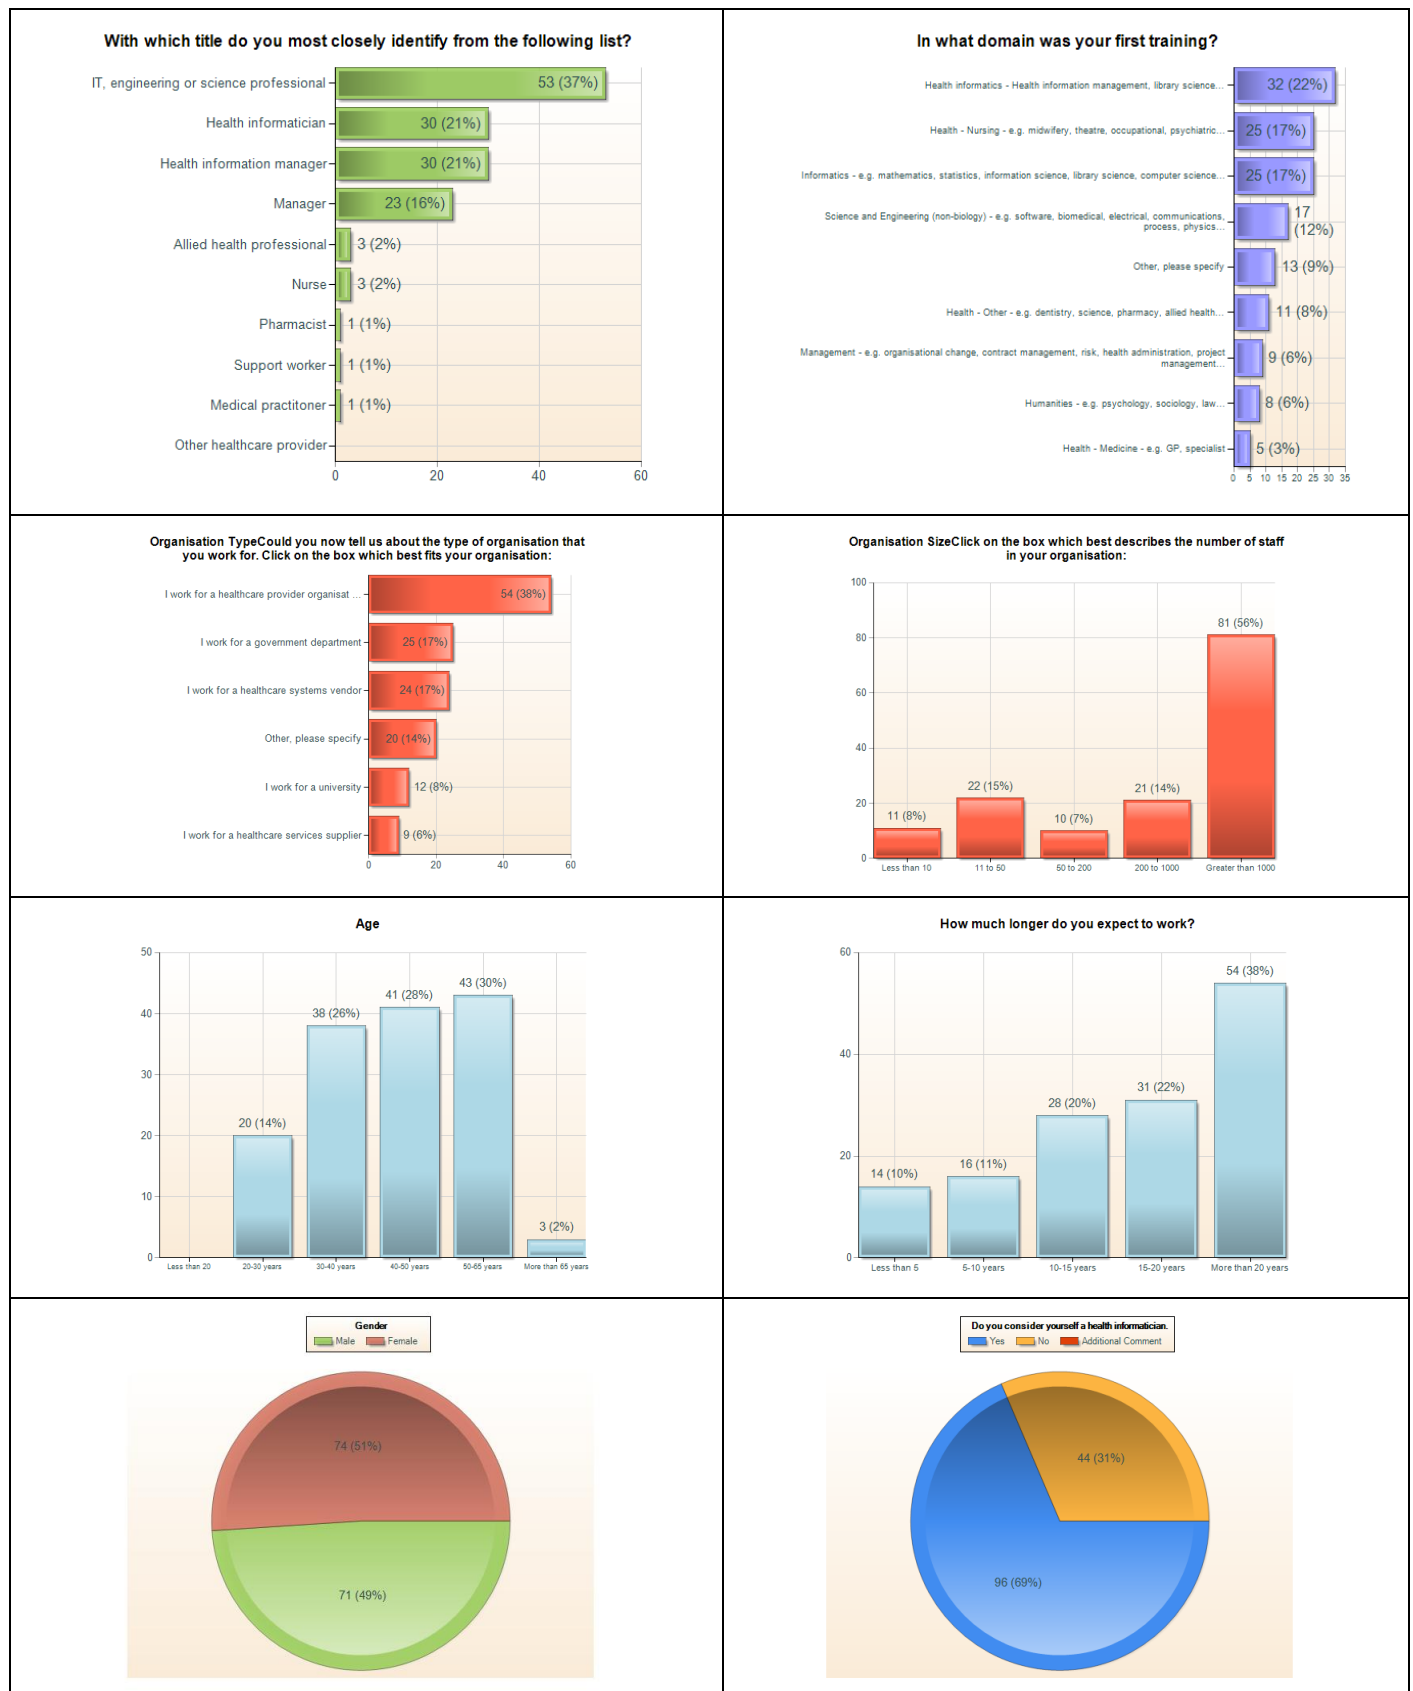 With which title do you most closely identify from the following list?
IT, engineering or science professional
53 (37%)
Health informatician
30 (21%)
Health information manager
30 (21%)
Manager
23 (16%)
Allied health professional
3 (2%)
Nurse
3 (2%)
Pharmacist
1 (1%)
Support worker
1 (1%)
Medical practitoner
1 (1%)
Other healthcare provider
0 20 40 60
In what domain was your first training?
Health informatics - Health information management, library science...
32 (22%)
Health - Nursing - e.g. midwifery, theatre, occupational, psychiatric...
25 (17%)
Informatics - e.g. mathematics, statistics, information science, library science, computer science...
25 (17%)
Science and Engineering (non-biology) - e.g. software, biomedical, electrical, communications,
process, physics...
17
(12%)
Other, please specify
13 (9%)
Health - Other - e.g. dentistry, science, pharmacy, allied health...
11 (8%)
Management - e.g. organisational change, contract management, risk, health administration, project
management...
9 (6%)
Humanities - e.g. psychology, sociology, law...
8 (6%)
Health - Medicine - e.g. GP, specialist
5 (3%)
0 5 10 15 20 25 30 35
Organisation TypeCould you now tell us about the type of organisation that
you work for. Click on the box which best fits your organisation:
I work for a healthcare provider organisat ...
54 (38%)
I work for a government department
25 (17%)
I work for a healthcare systems vendor
24 (17%)
Other, please specify
20 (14%)
I work for a university
12 (8%)
I work for a healthcare services supplier
9 (6%)
0 20 40 60
Organisation SizeClick on the box which best describes the number of staff
in your organisation:
100
80
60
40
20
0
11 (8%)
22 (15%)
10 (7%)
21 (14%)
81 (56%)
Less than 10 11 to 50 50 to 200 200 to 1000 Greater than 1000
Age
50
40
30
20
10
0
20 (14%)
38 (26%)
41 (28%)
43 (30%)
3 (2%)
Less than 20 20-30 years 30-40 years 40-50 years 50-65 years More than 65 years
How much longer do you expect to work?
60
40
20
0
14 (10%)
16 (11%)
28 (20%)
31 (22%)
54 (38%)
Less than 5 5-10 years 10-15 years 15-20 years More than 20 years
Gender
Male Female
74 (51%)
71 (49%)
Do you consider yourself a health informatician.
Yes No Additional Comment
44 (31%)
96 (69%)